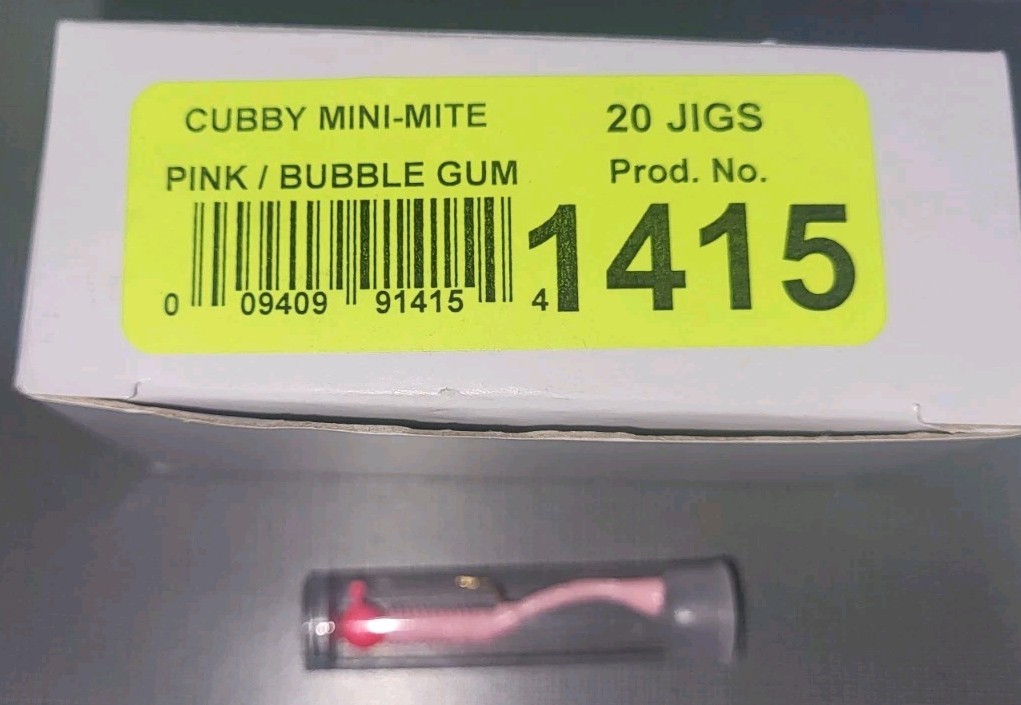 CUBBY MINI-MITE 20 JIGS
PINK / BUBBLE GUM Prod. No.
1415
0 09409 91415 4